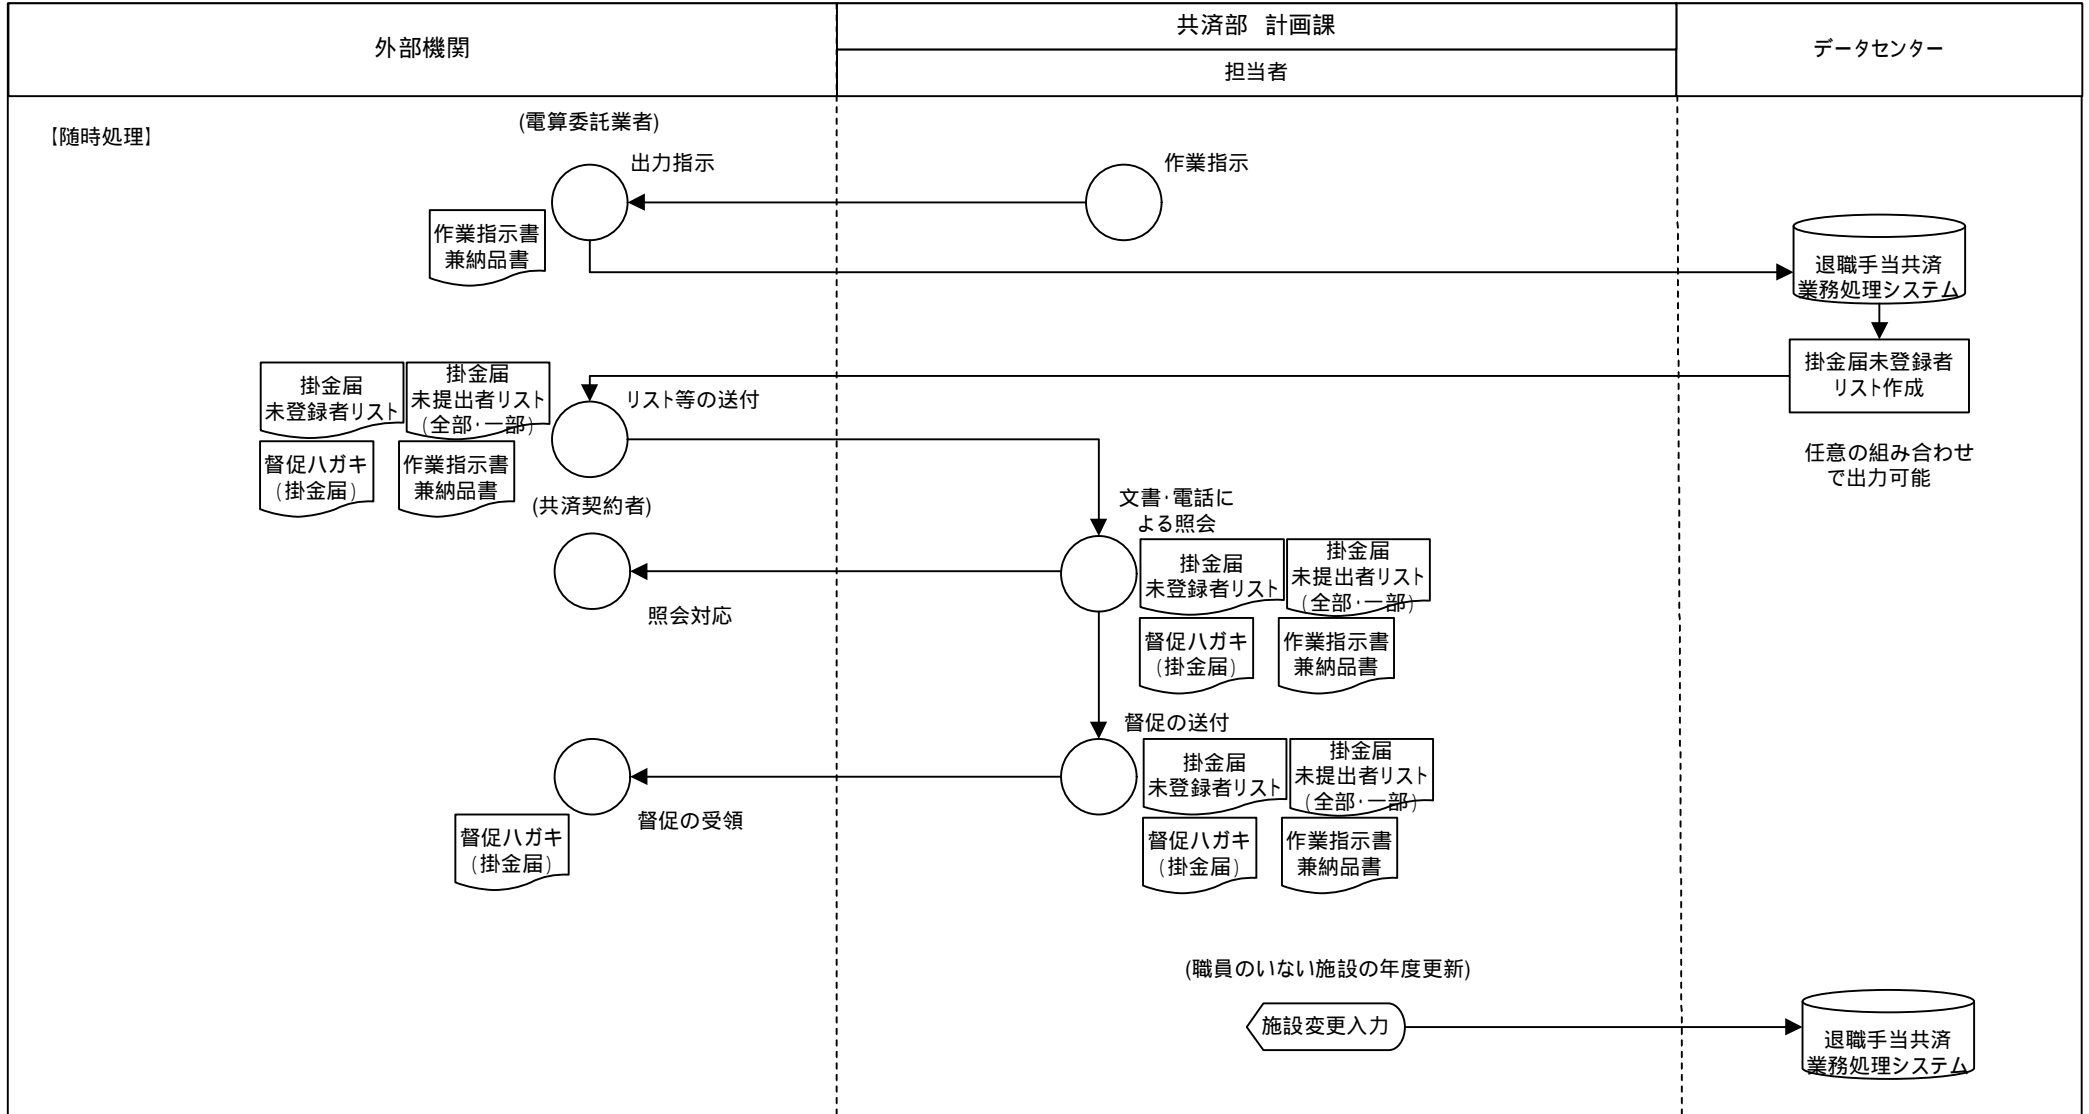 外部機関
共済部 計画課
担当者
データセンター
【随時処理】
(電算委託業者)
出力指示
作業指示
作業指示書
兼納品書
退職手当共済
業務処理システム
掛金届未登録者
リスト作成
任意の組み合わせ
で出力可能
掛金届
未登録者リスト
掛金届
未提出者リスト
(全部・一部)
リスト等の送付
督促ハガキ
(掛金届)
作業指示書
兼納品書
(共済契約者)
文書・電話に
よる照会
照会対応
掛金届
未登録者リスト
掛金届
未提出者リスト
(全部・一部)
督促ハガキ
(掛金届)
作業指示書
兼納品書
督促の送付
掛金届
未登録者リスト
掛金届
未提出者リスト
(全部・一部)
督促の受領
督促ハガキ
(掛金届)
督促ハガキ
(掛金届)
作業指示書
兼納品書
(職員のいない施設の年度更新)
施設変更入力
退職手当共済
業務処理システム